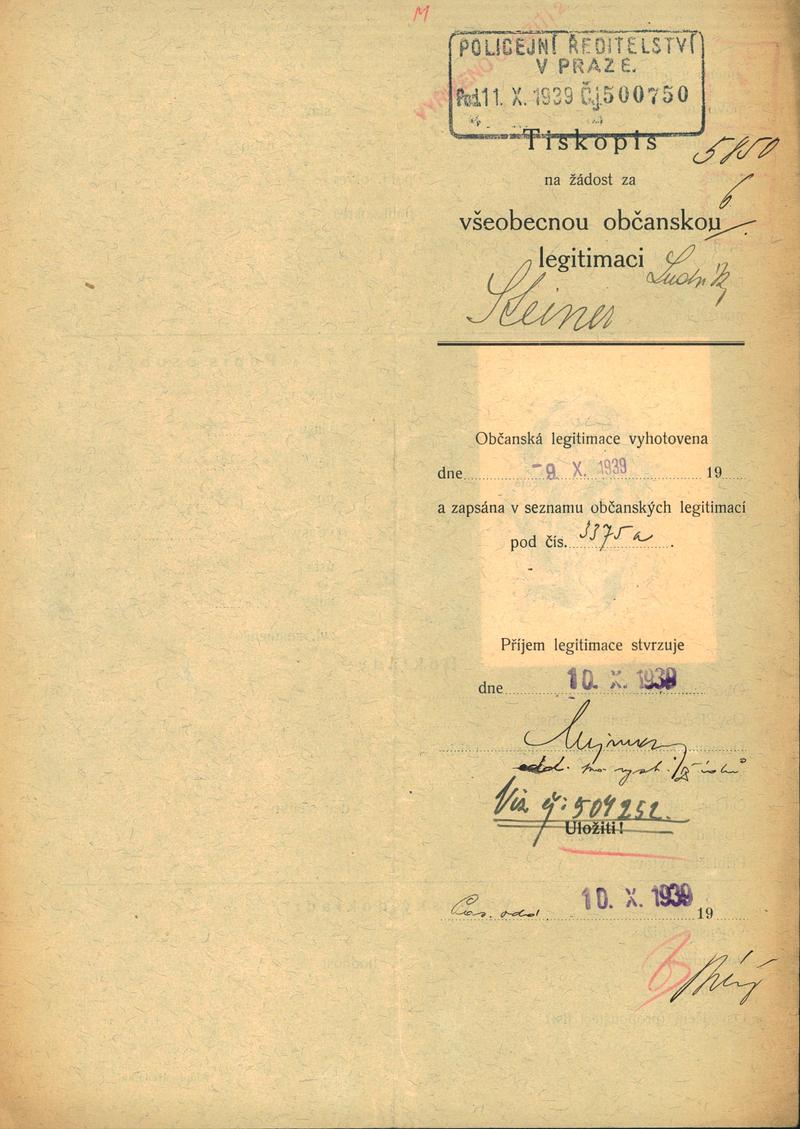 M
POLICEJNÍ ŘEDITELSTVÍ
V PRAZE.
Pod 11. X. 1939 Čj. 500750
Tiskopis
5850
6
na žádost za
všeobecnou občanskou
legitimaci
Ludvík
Steiner
Občanská legitimace vyhotovena
dne -9. X. 1939 19
a zapsána v seznamu občanských legitimací
pod čís. 3375a.
Příjem legitimace stvrzuje
dne 10. X. 1939
Viz čj: 504252.
Uložiti!
10. X. 1939 19